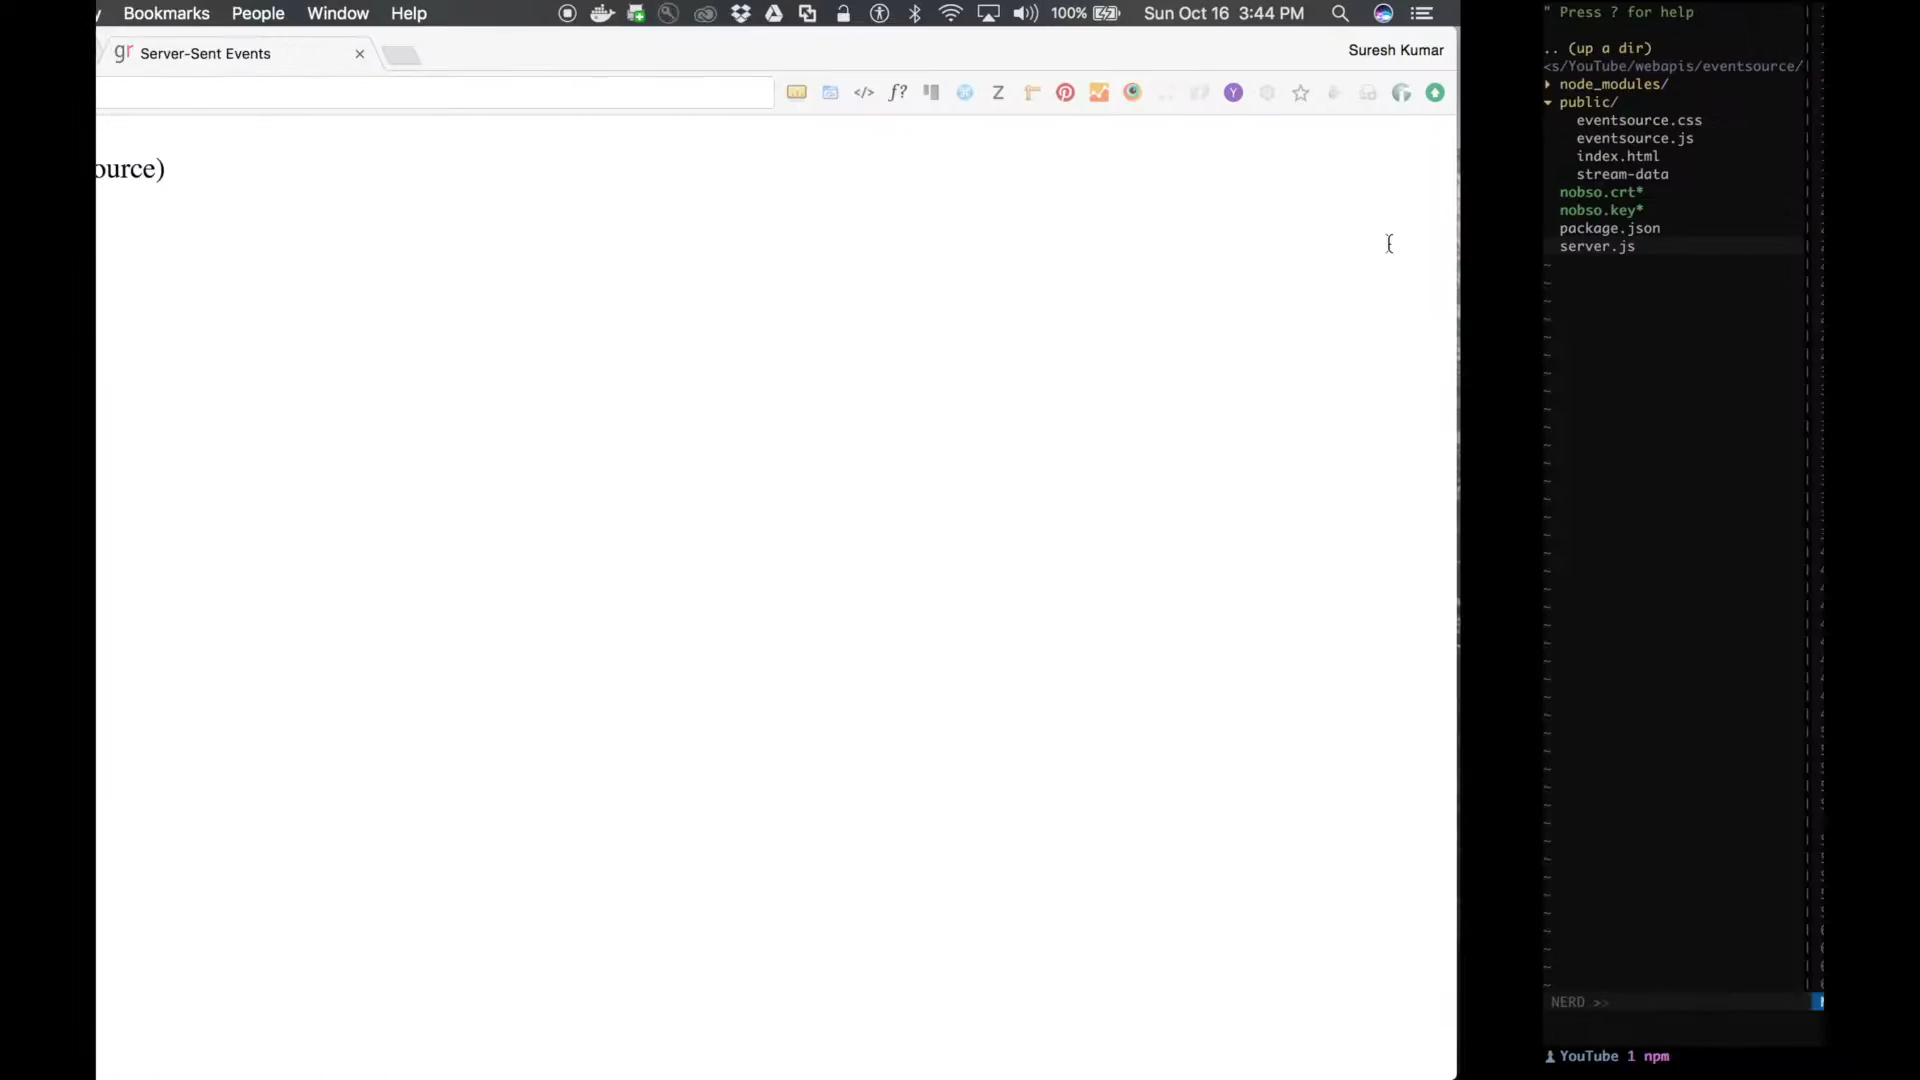 Bookmarks People Window Help 100% Sun Oct 16 3:44 PM
gr Server-Sent Events × Suresh Kumar
</> f? Z Y
ource)
" Press ? for help
.. (up a dir)
<s/YouTube/webapis/eventsource/
▸ node_modules/
▾ public/
eventsource.css
eventsource.js
index.html
stream-data
nobso.crt*
nobso.key*
package.json
server.js
NERD >>
YouTube 1 npm